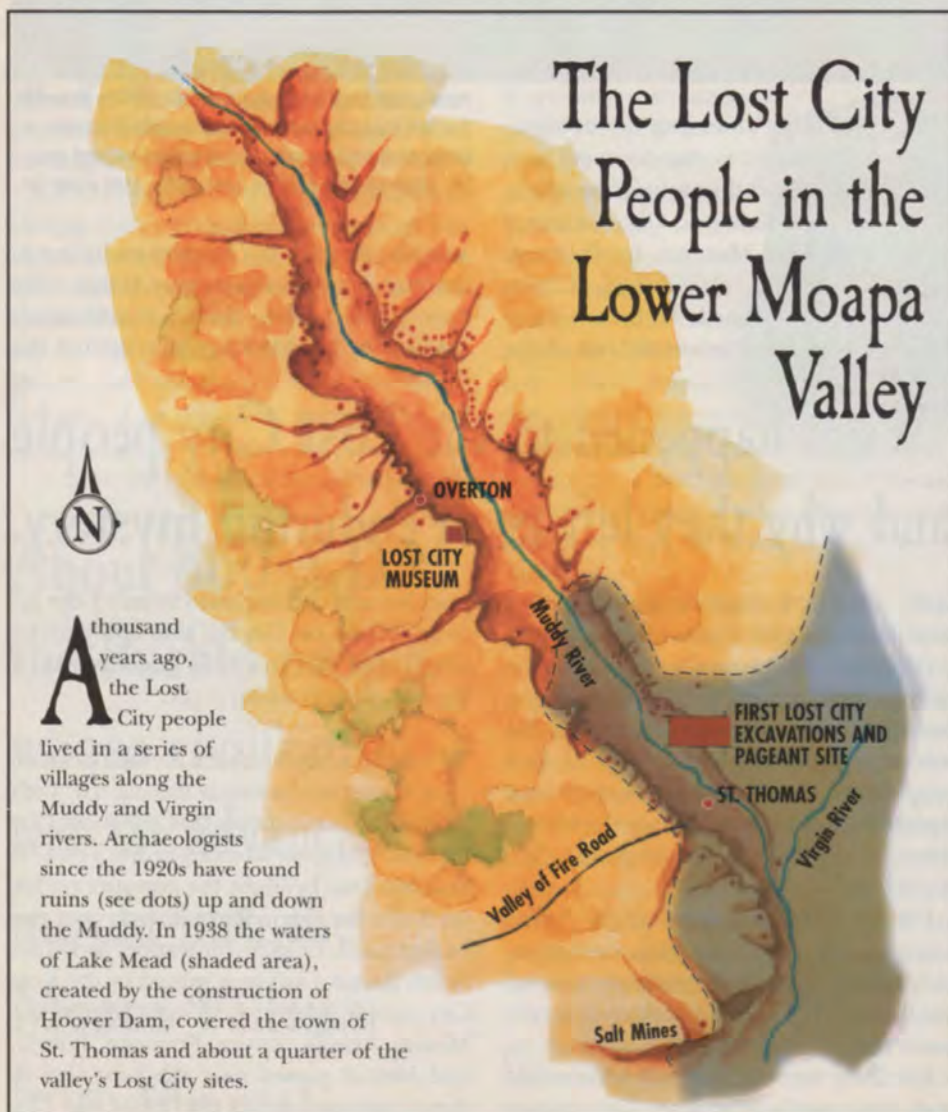 The Lost City
People in the
Lower Moapa
Valley
N
OVERTON
LOST CITY
MUSEUM
Muddy River
FIRST LOST CITY
EXCAVATIONS AND
PAGEANT SITE
ST. THOMAS
Virgin River
Valley of Fire Road
Salt Mines
A thousand
years ago,
the Lost
City people
lived in a series of
villages along the
Muddy and Virgin
rivers. Archaeologists
since the 1920s have found
ruins (see dots) up and down
the Muddy. In 1938 the waters
of Lake Mead (shaded area),
created by the construction of
Hoover Dam, covered the town of
St. Thomas and about a quarter of the
valley's Lost City sites.